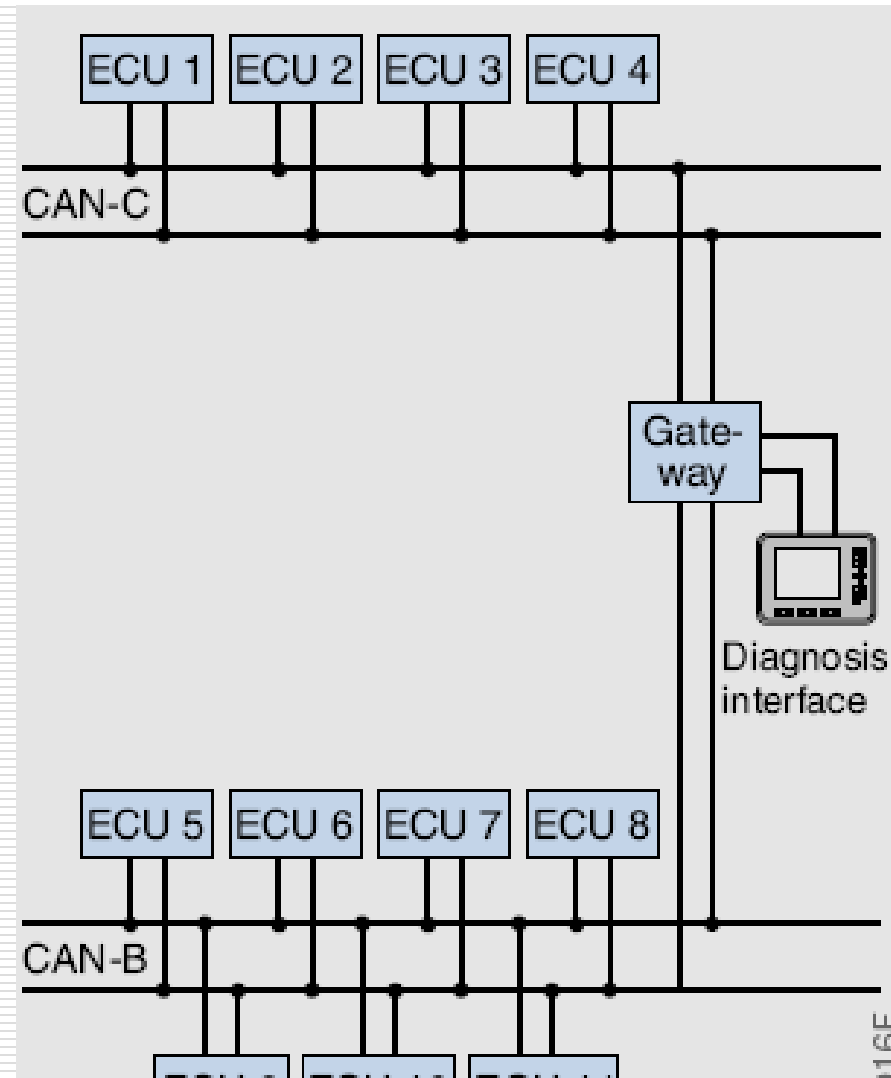 ECU 1
ECU 2
ECU 3
ECU 4
CAN-C
Gate-
way
Diagnosis
interface
ECU 5
ECU 6
ECU 7
ECU 8
CAN-B